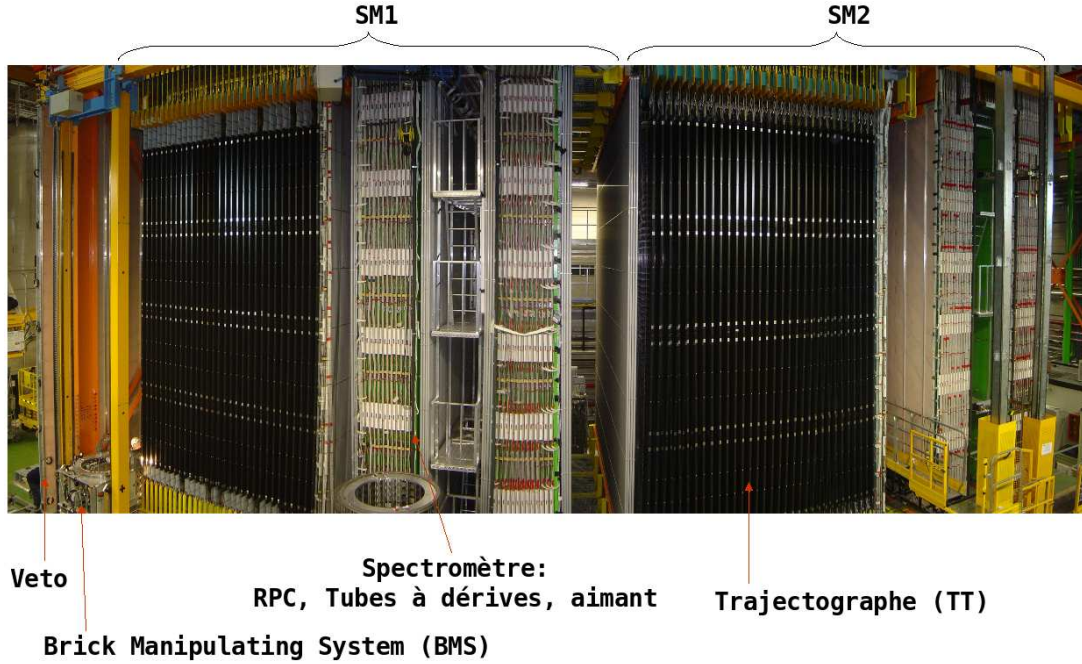 SM1
SM2
Veto
Spectromètre:
RPC, Tubes à dérives, aimant
Trajectographe (TT)
Brick Manipulating System (BMS)